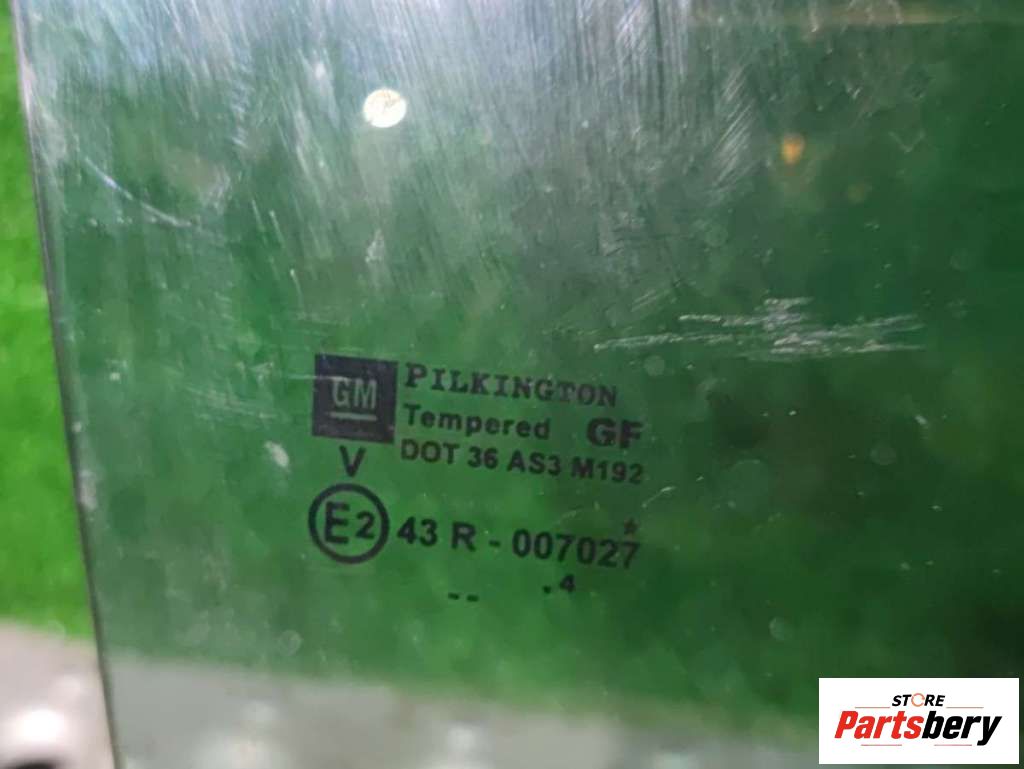 GM
PILKINGTON
Tempered GF
DOT 36 AS3 M192
V
E2 43 R - 007027
*
-- .4
STORE
Partsbery